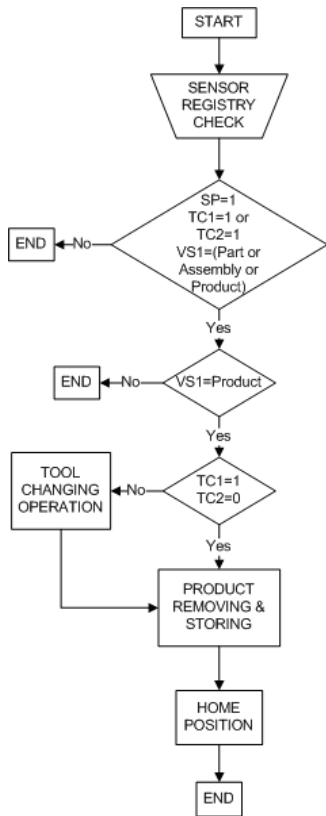 START
SENSOR
REGISTRY
CHECK
SP=1
TC1=1 or
TC2=1
VS1=(Part or
Assembly or
Product)
No
END
Yes
VS1=Product
No
END
Yes
TC1=1
TC2=0
No
TOOL
CHANGING
OPERATION
Yes
PRODUCT
REMOVING &
STORING
HOME
POSITION
END